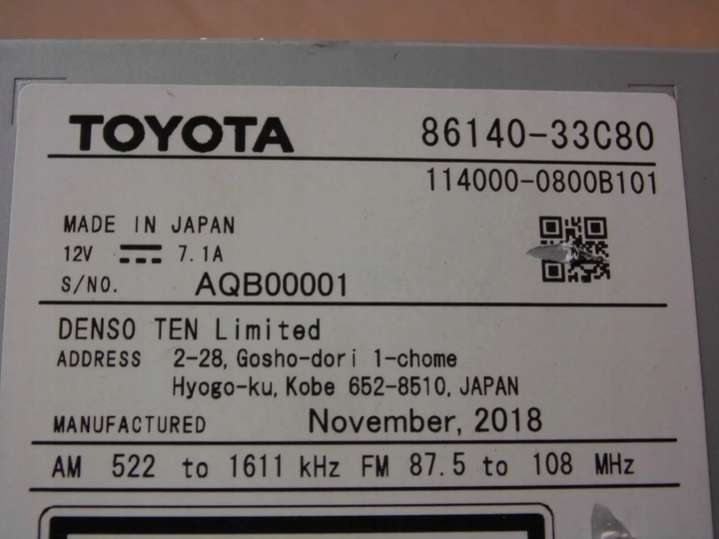 TOYOTA 86140-33C80
114000-0800B101
MADE IN JAPAN
12V 7.1A
S/NO. AQB00001
DENSO TEN Limited
ADDRESS 2-28, Gosho-dori 1-chome
Hyogo-ku, Kobe 652-8510, JAPAN
MANUFACTURED November, 2018
AM 522 to 1611 kHz FM 87.5 to 108 MHz